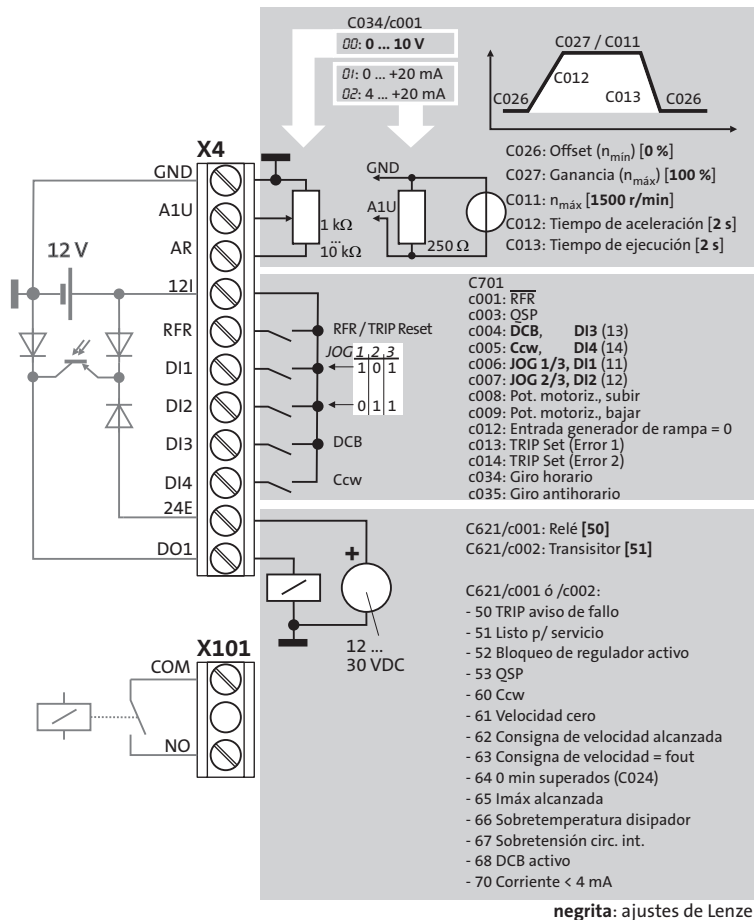 C034/c001
00: 0 ... 10 V
01: 0 ... +20 mA
02: 4 ... +20 mA
C027 / C011
C012
C026
C013
C026
C026: Offset (nmín) [0 %]
C027: Ganancia (nmáx) [100 %]
C011: nmáx [1500 r/min]
C012: Tiempo de aceleración [2 s]
C013: Tiempo de ejecución [2 s]
X4
GND
A1U
AR
12I
RFR
DI1
DI2
DI3
DI4
24E
DO1
12 V
1 kΩ
...
10 kΩ
GND
A1U
250 Ω
RFR / TRIP Reset
JOG 1 2 3
1 0 1
0 1 1
DCB
Ccw
C701
c001: RFR
c003: QSP
c004: DCB, DI3 (13)
c005: Ccw, DI4 (14)
c006: JOG 1/3, DI1 (11)
c007: JOG 2/3, DI2 (12)
c008: Pot. motoriz., subir
c009: Pot. motoriz., bajar
c012: Entrada generador de rampa = 0
c013: TRIP Set (Error 1)
c014: TRIP Set (Error 2)
c034: Giro horario
c035: Giro antihorario
+
12 ...
30 VDC
C621/c001: Relé [50]
C621/c002: Transisitor [51]
C621/c001 ó /c002:
- 50 TRIP aviso de fallo
- 51 Listo p/ servicio
- 52 Bloqueo de regulador activo
- 53 QSP
- 60 Ccw
- 61 Velocidad cero
- 62 Consigna de velocidad alcanzada
- 63 Consigna de velocidad = fout
- 64 0 min superados (C024)
- 65 Imáx alcanzada
- 66 Sobretemperatura disipador
- 67 Sobretensión circ. int.
- 68 DCB activo
- 70 Corriente < 4 mA
X101
COM
NO
negrita: ajustes de Lenze